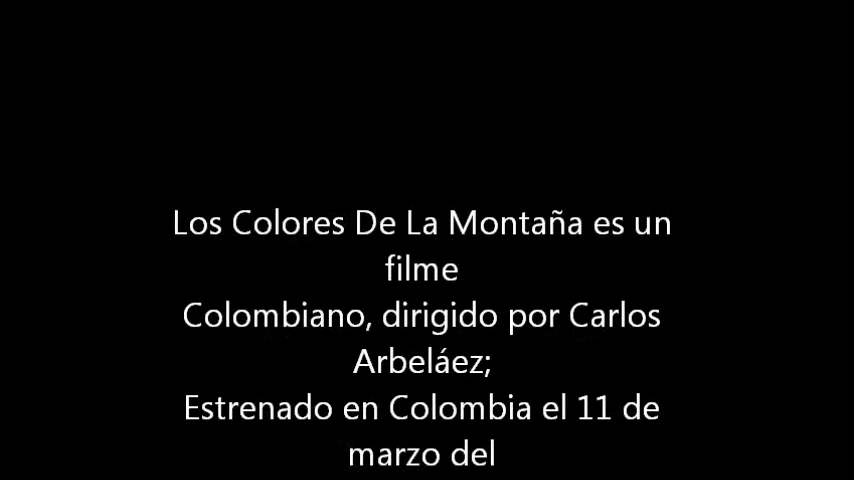 Los Colores De La Montaña es un
filme
Colombiano, dirigido por Carlos
Arbeláez;
Estrenado en Colombia el 11 de
marzo del